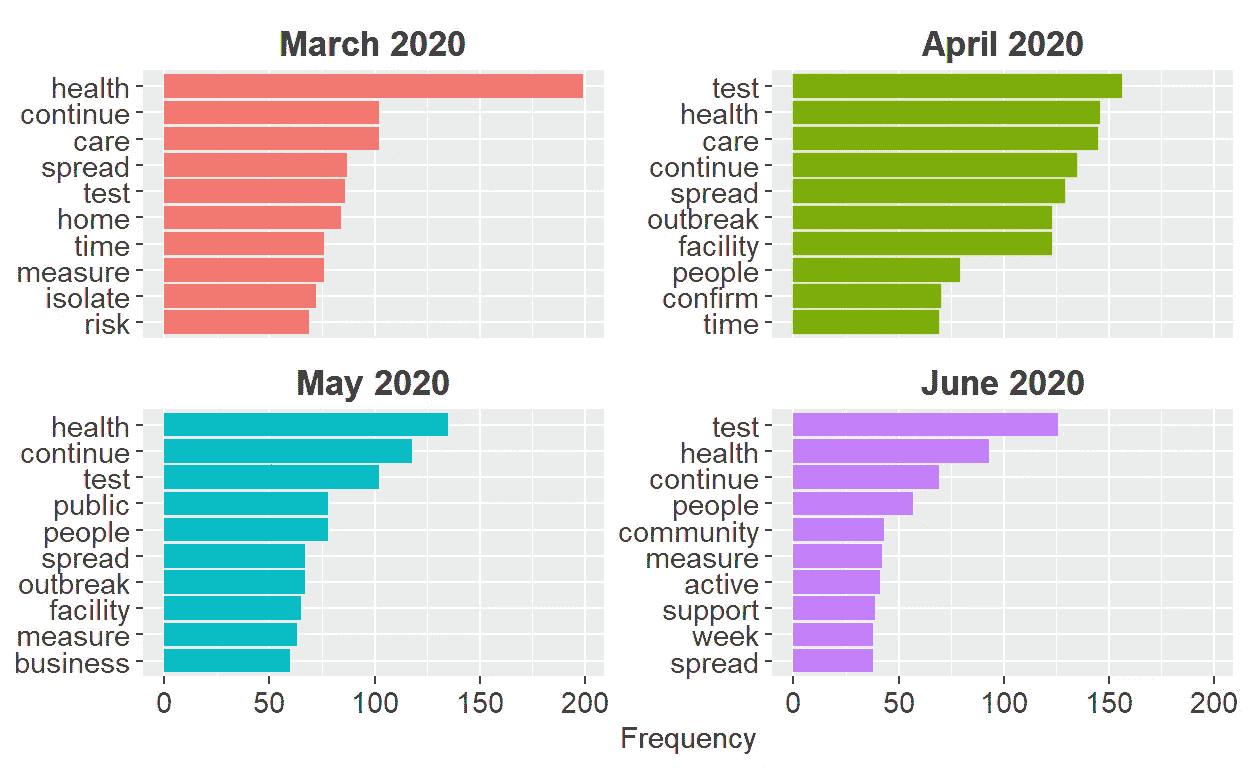 March 2020
health
continue
care
spread
test
home
time
measure
isolate
risk
April 2020
test
health
care
continue
spread
outbreak
facility
people
confirm
time
May 2020
health
continue
test
public
people
spread
outbreak
facility
measure
business
0 50 100 150 200
June 2020
test
health
continue
people
community
measure
active
support
week
spread
0 50 100 150 200
Frequency